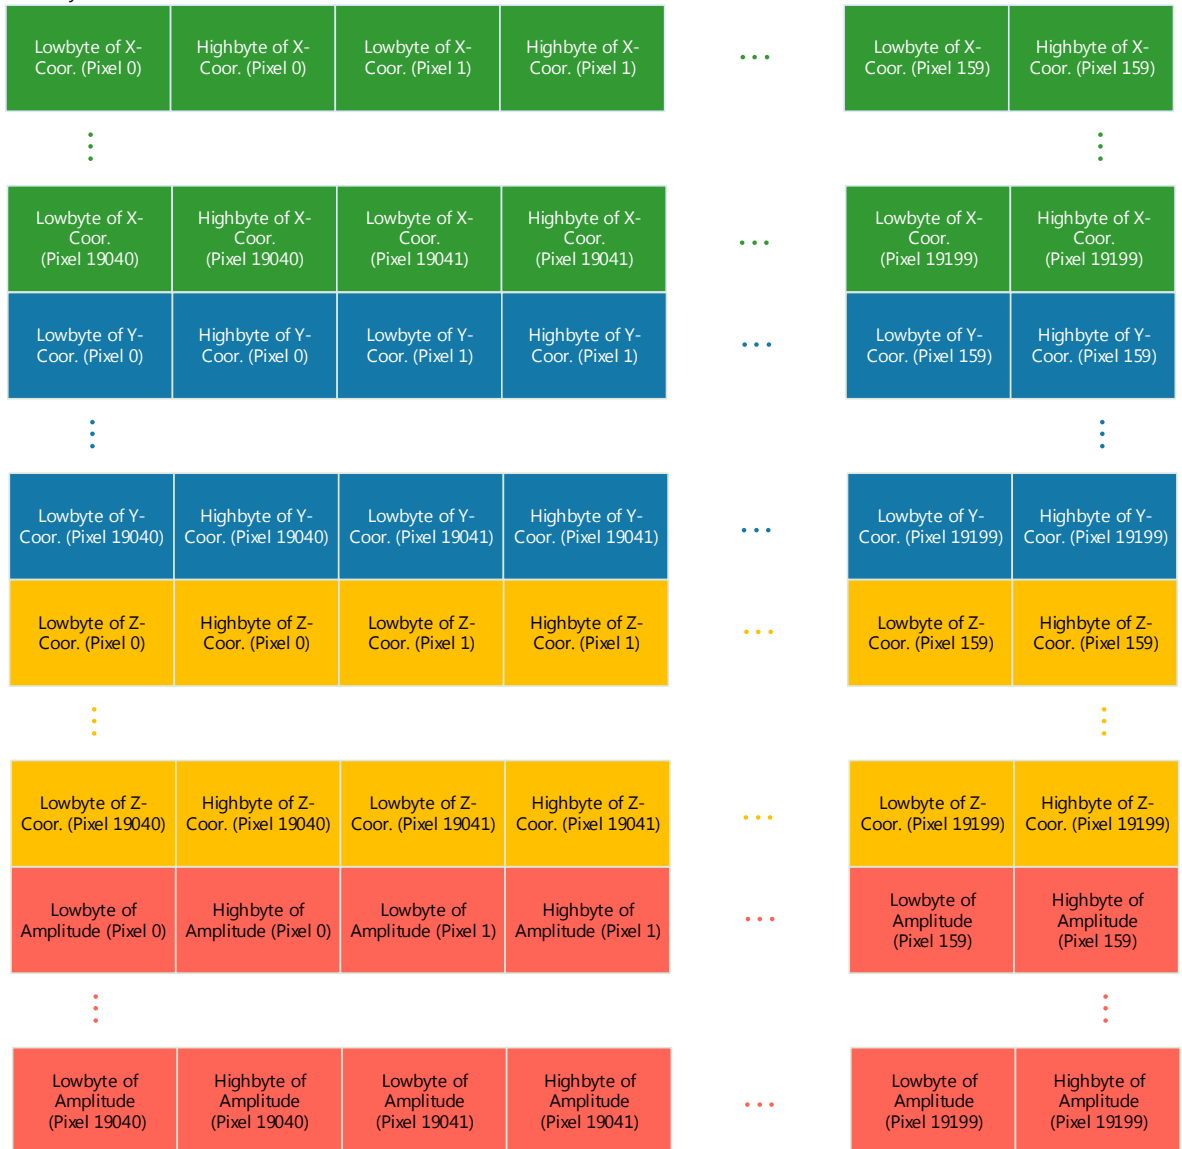 Lowbyte of X-
Coor. (Pixel 0)
Highbyte of X-
Coor. (Pixel 0)
Lowbyte of X-
Coor. (Pixel 1)
Highbyte of X-
Coor. (Pixel 1)
...
Lowbyte of X-
Coor. (Pixel 159)
Highbyte of X-
Coor. (Pixel 159)
Lowbyte of X-
Coor.
(Pixel 19040)
Highbyte of X-
Coor.
(Pixel 19040)
Lowbyte of X-
Coor.
(Pixel 19041)
Highbyte of X-
Coor.
(Pixel 19041)
...
Lowbyte of X-
Coor.
(Pixel 19199)
Highbyte of X-
Coor.
(Pixel 19199)
Lowbyte of Y-
Coor. (Pixel 0)
Highbyte of Y-
Coor. (Pixel 0)
Lowbyte of Y-
Coor. (Pixel 1)
Highbyte of Y-
Coor. (Pixel 1)
...
Lowbyte of Y-
Coor. (Pixel 159)
Highbyte of Y-
Coor. (Pixel 159)
Lowbyte of Y-
Coor. (Pixel 19040)
Highbyte of Y-
Coor. (Pixel 19040)
Lowbyte of Y-
Coor. (Pixel 19041)
Highbyte of Y-
Coor. (Pixel 19041)
...
Lowbyte of Y-
Coor. (Pixel 19199)
Highbyte of Y-
Coor. (Pixel 19199)
Lowbyte of Z-
Coor. (Pixel 0)
Highbyte of Z-
Coor. (Pixel 0)
Lowbyte of Z-
Coor. (Pixel 1)
Highbyte of Z-
Coor. (Pixel 1)
...
Lowbyte of Z-
Coor. (Pixel 159)
Highbyte of Z-
Coor. (Pixel 159)
Lowbyte of Z-
Coor. (Pixel 19040)
Highbyte of Z-
Coor. (Pixel 19040)
Lowbyte of Z-
Coor. (Pixel 19041)
Highbyte of Z-
Coor. (Pixel 19041)
...
Lowbyte of Z-
Coor. (Pixel 19199)
Highbyte of Z-
Coor. (Pixel 19199)
Lowbyte of
Amplitude (Pixel 0)
Highbyte of
Amplitude (Pixel 0)
Lowbyte of
Amplitude (Pixel 1)
Highbyte of
Amplitude (Pixel 1)
...
Lowbyte of
Amplitude
(Pixel 159)
Highbyte of
Amplitude
(Pixel 159)
Lowbyte of
Amplitude
(Pixel 19040)
Highbyte of
Amplitude
(Pixel 19040)
Lowbyte of
Amplitude
(Pixel 19041)
Highbyte of
Amplitude
(Pixel 19041)
...
Lowbyte of
Amplitude
(Pixel 19199)
Highbyte of
Amplitude
(Pixel 19199)